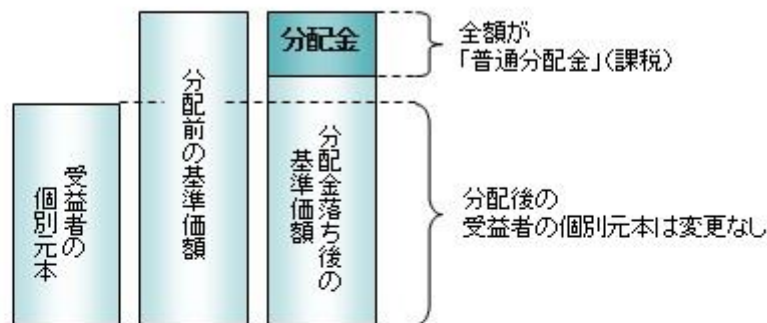 受益者の
個別元本
分配前の基準価額
分配金
分配金落ち後の
基準価額
全額が
「普通分配金」(課税)
分配後の
受益者の個別元本は変更なし